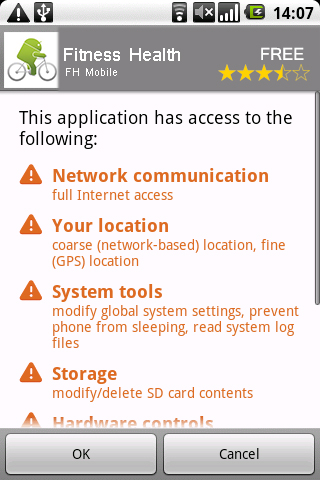 14:07
Fitness Health
FREE
FH Mobile
This application has access to the
following:
Network communication
full Internet access
Your location
coarse (network-based) location, fine
(GPS) location
System tools
modify global system settings, prevent
phone from sleeping, read system log
files
Storage
modify/delete SD card contents
Hardware controls
OK
Cancel